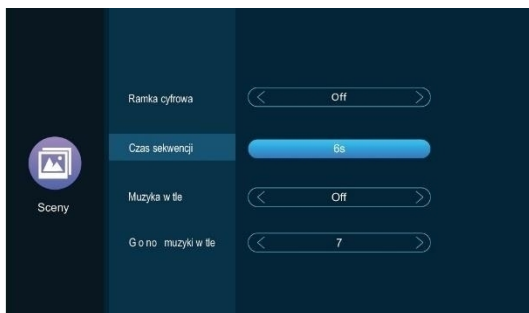 Ramka cyfrowa Off
Czas sekwencji 6s
Sceny
Muzyka w tle Off
G o no muzyki w tle 7